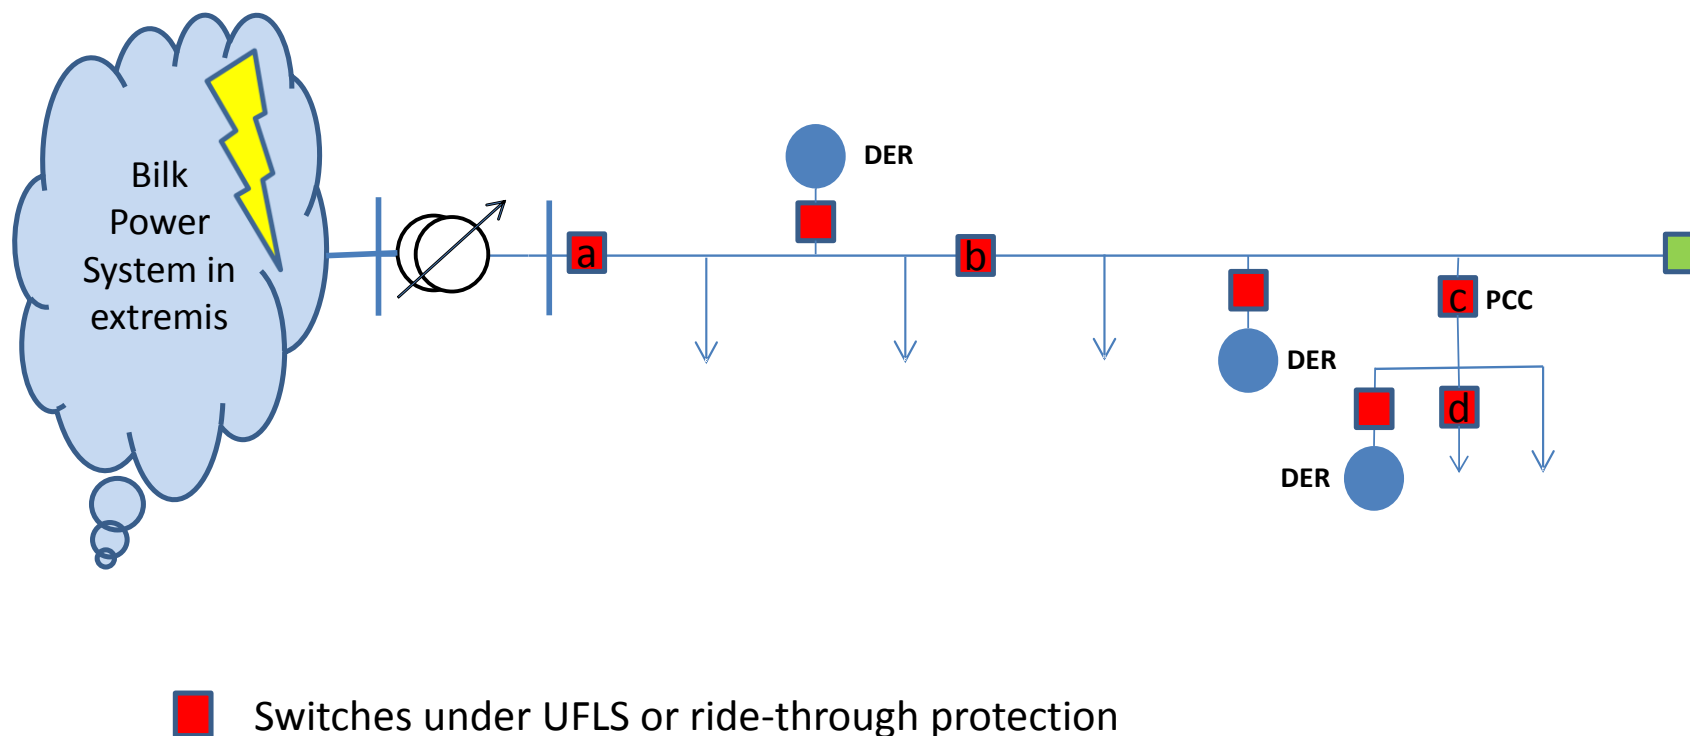 Bilk
Power
System in
extremis
DER
a
b
c
PCC
DER
d
DER
Switches under UFLS or ride-through protection